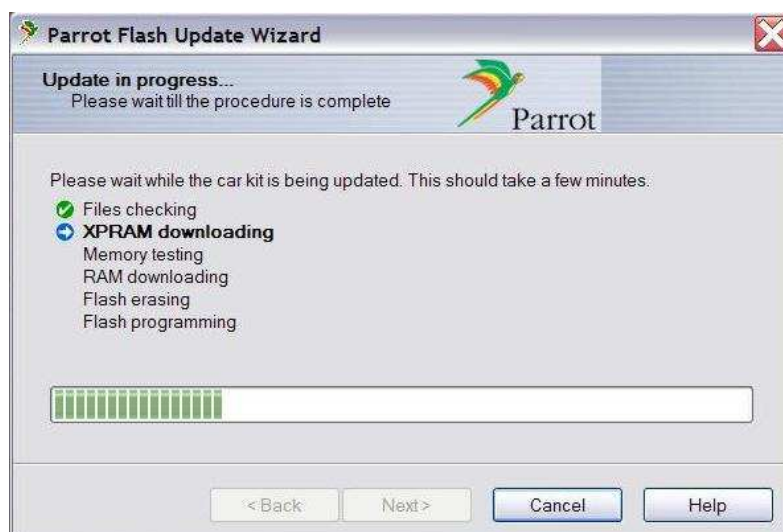 Parrot Flash Update Wizard
Update in progress...
Please wait till the procedure is complete
Parrot
Please wait while the car kit is being updated. This should take a few minutes.
Files checking
XPRAM downloading
Memory testing
RAM downloading
Flash erasing
Flash programming
< Back Next > Cancel Help